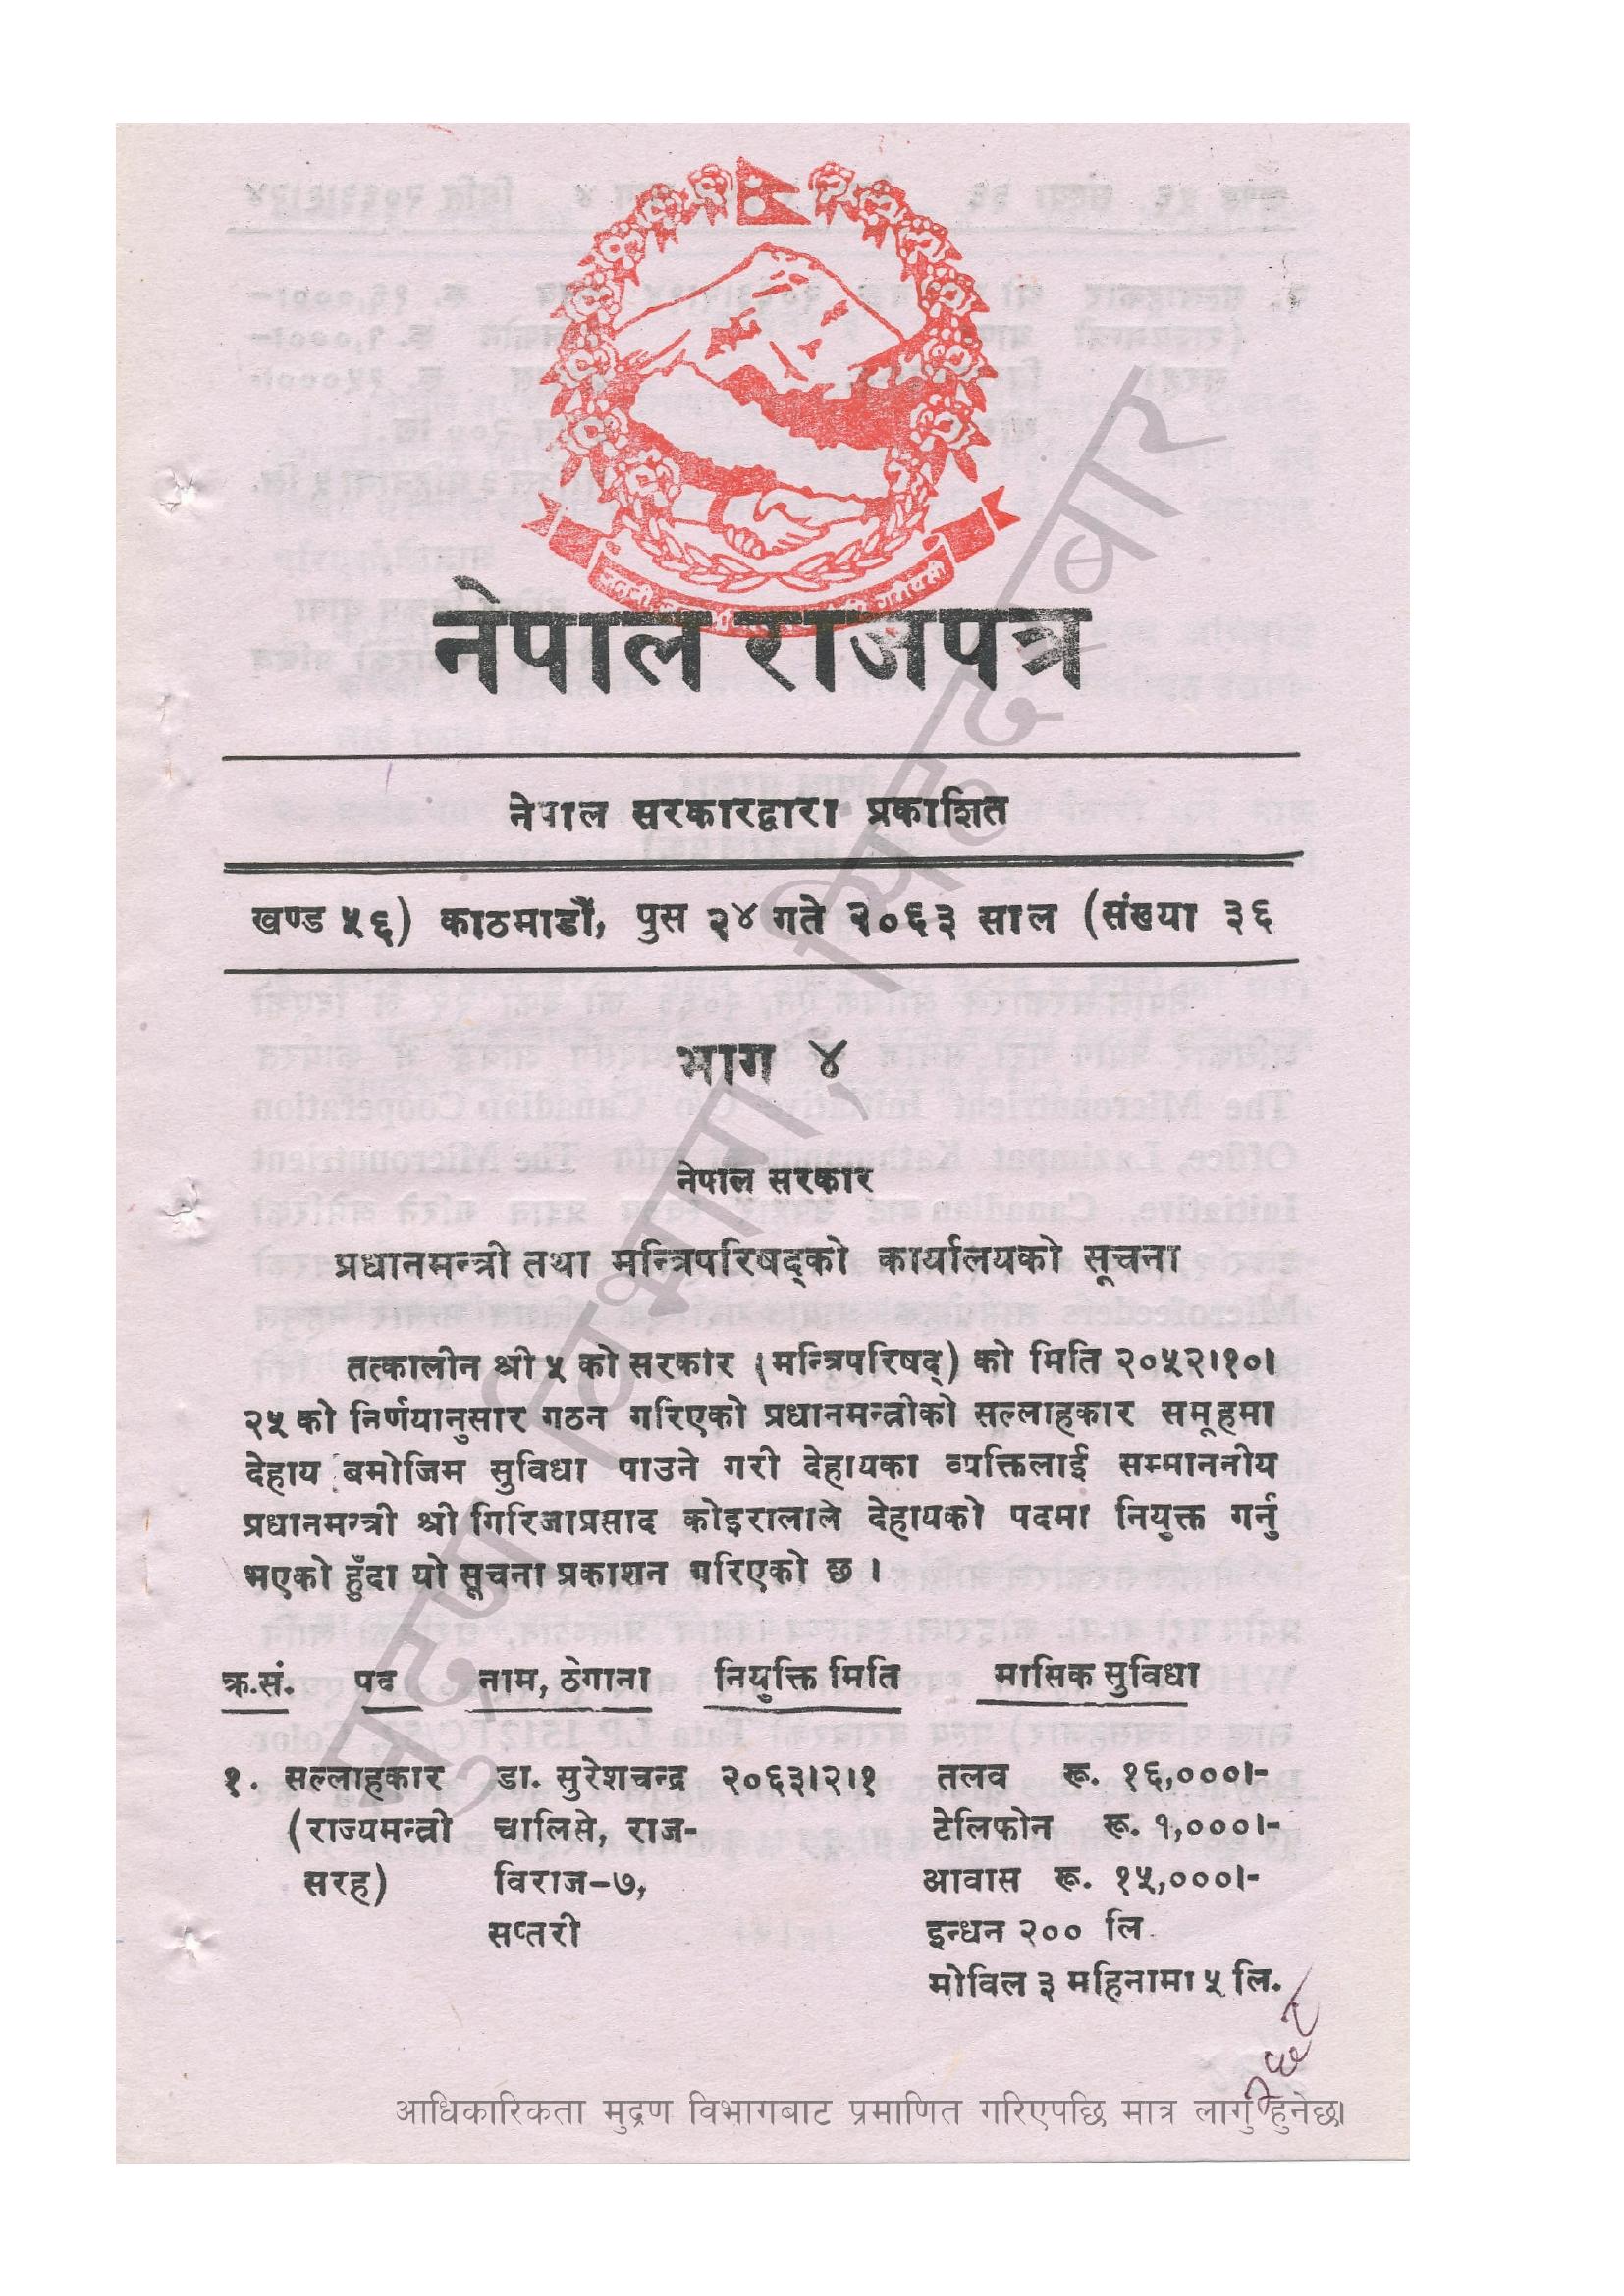 नेपाल राजपत्र
नेपाल सरकारद्वारा प्रकाशित
खण्ड ५६) काठमाडौं, पुस २४ गते २०६३ साल (संख्या ३६
भाग ४
नेपाल सरकार
प्रधानमन्त्री तथा मन्त्रिपरिषद्को कार्यालयको सूचना
तत्कालीन श्री ५ को सरकार (मन्त्रिपरिषद्) को मिति २०५२।१०।
२५ को निर्णयानुसार गठन गरिएको प्रधानमन्त्रीको सल्लाहकार समूहमा
देहाय बमोजिम सुविधा पाउने गरी देहायका व्यक्तिलाई सम्माननीय
प्रधानमन्त्री श्री गिरिजाप्रसाद कोइरालाले देहायको पदमा नियुक्त गर्नु
भएको हुँदा यो सूचना प्रकाशन गरिएको छ ।
क्र.सं. पद नाम, ठेगाना नियुक्ति मिति मासिक सुविधा
१. सल्लाहकार डा. सुरेशचन्द्र २०६३।२।१ तलव रू. १६,०००।-
(राज्यमन्त्री चालिसे, राज- टेलिफोन रू. १,०००।-
सरह) विराज-७, आवास रू. १५,०००।-
सप्तरी इन्धन २०० लि.
मोविल ३ महिनामा ५ लि.
मुद्रण विभाग, सिंहदरवार
आधिकारिकता मुद्रण विभागबाट प्रमाणित गरिएपछि मात्र लागु हुनेछ।